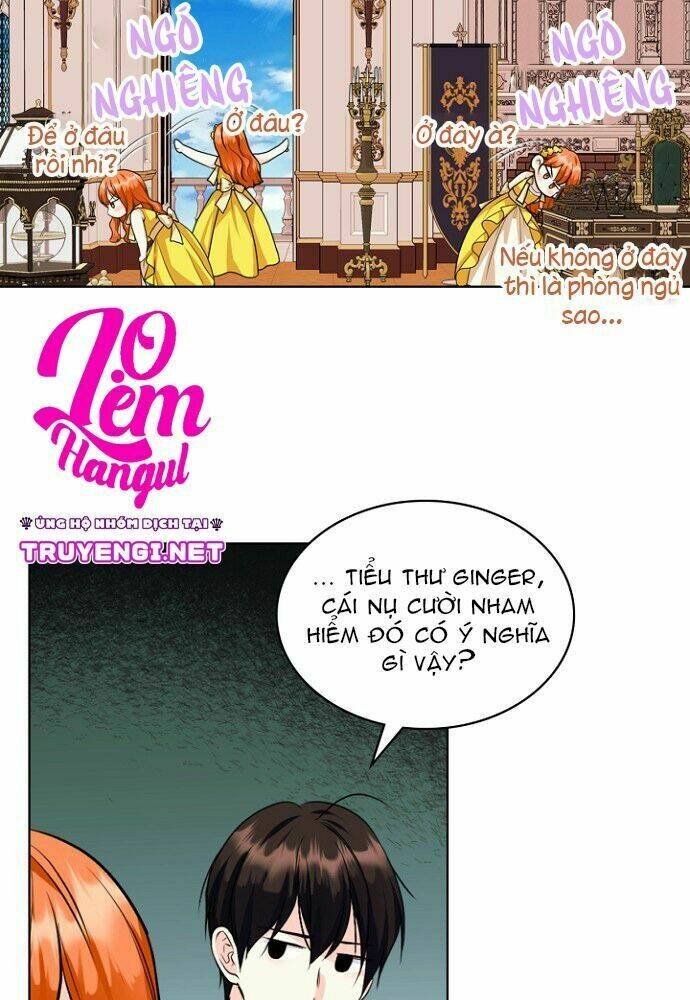 NGÓ
NGHIÊNG
Ở đâu?
Để ở đâu
rồi nhỉ?
NGÓ
NGHIÊNG
Ở đây à?
Nếu không ở đây
thì là phòng ngủ
sao...
LỌ
Lem
Hangul
ỦNG HỘ NHÓM DỊCH TẠI
TRUYENGI.NET
... TIỂU THƯ GINGER,
CÁI NỤ CƯỜI NHAM
HIỂM ĐÓ CÓ Ý NGHĨA
GÌ VẬY?